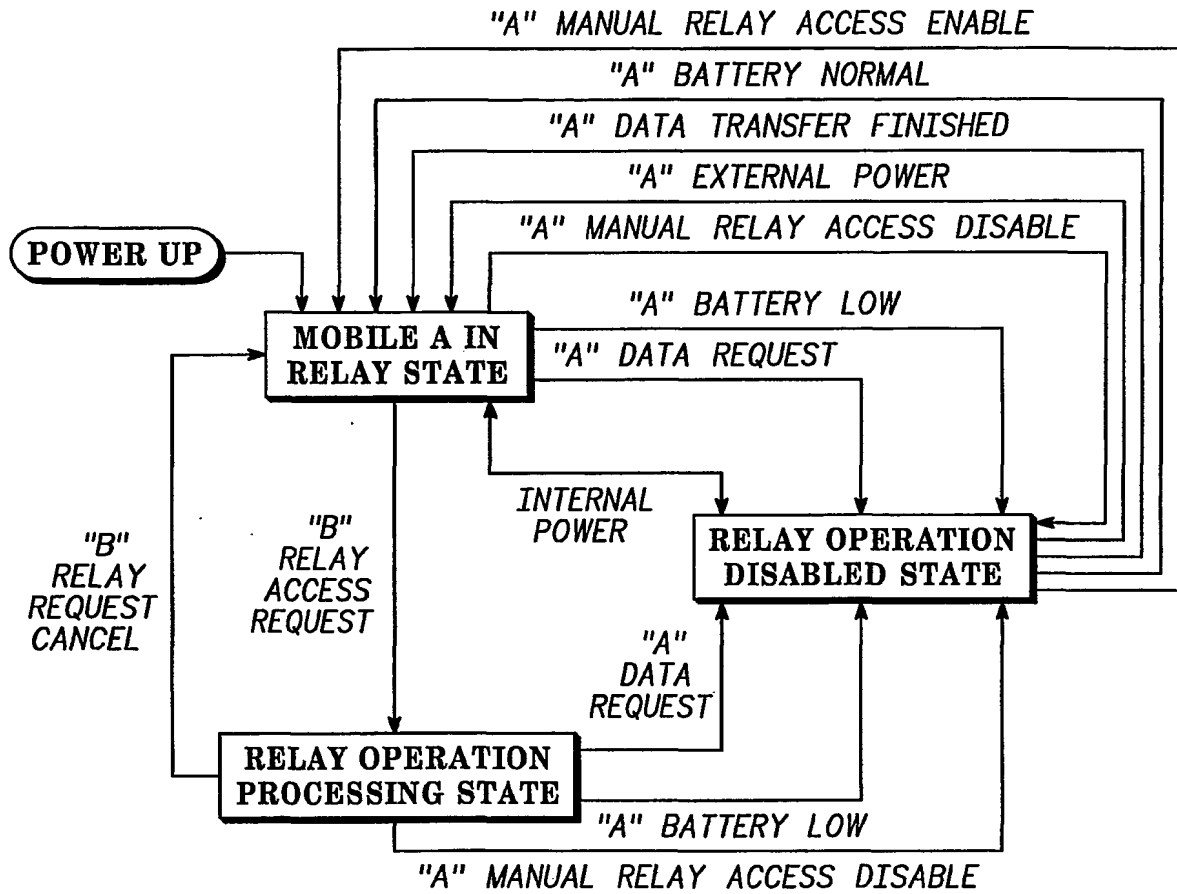 "A" MANUAL RELAY ACCESS ENABLE
"A" BATTERY NORMAL
"A" DATA TRANSFER FINISHED
"A" EXTERNAL POWER
"A" MANUAL RELAY ACCESS DISABLE
POWER UP
"A" BATTERY LOW
MOBILE A IN
RELAY STATE
"A" DATA REQUEST
INTERNAL
POWER
"B"
RELAY
REQUEST
CANCEL
"B"
RELAY
ACCESS
REQUEST
RELAY OPERATION
DISABLED STATE
"A"
DATA
REQUEST
RELAY OPERATION
PROCESSING STATE
"A" BATTERY LOW
"A" MANUAL RELAY ACCESS DISABLE